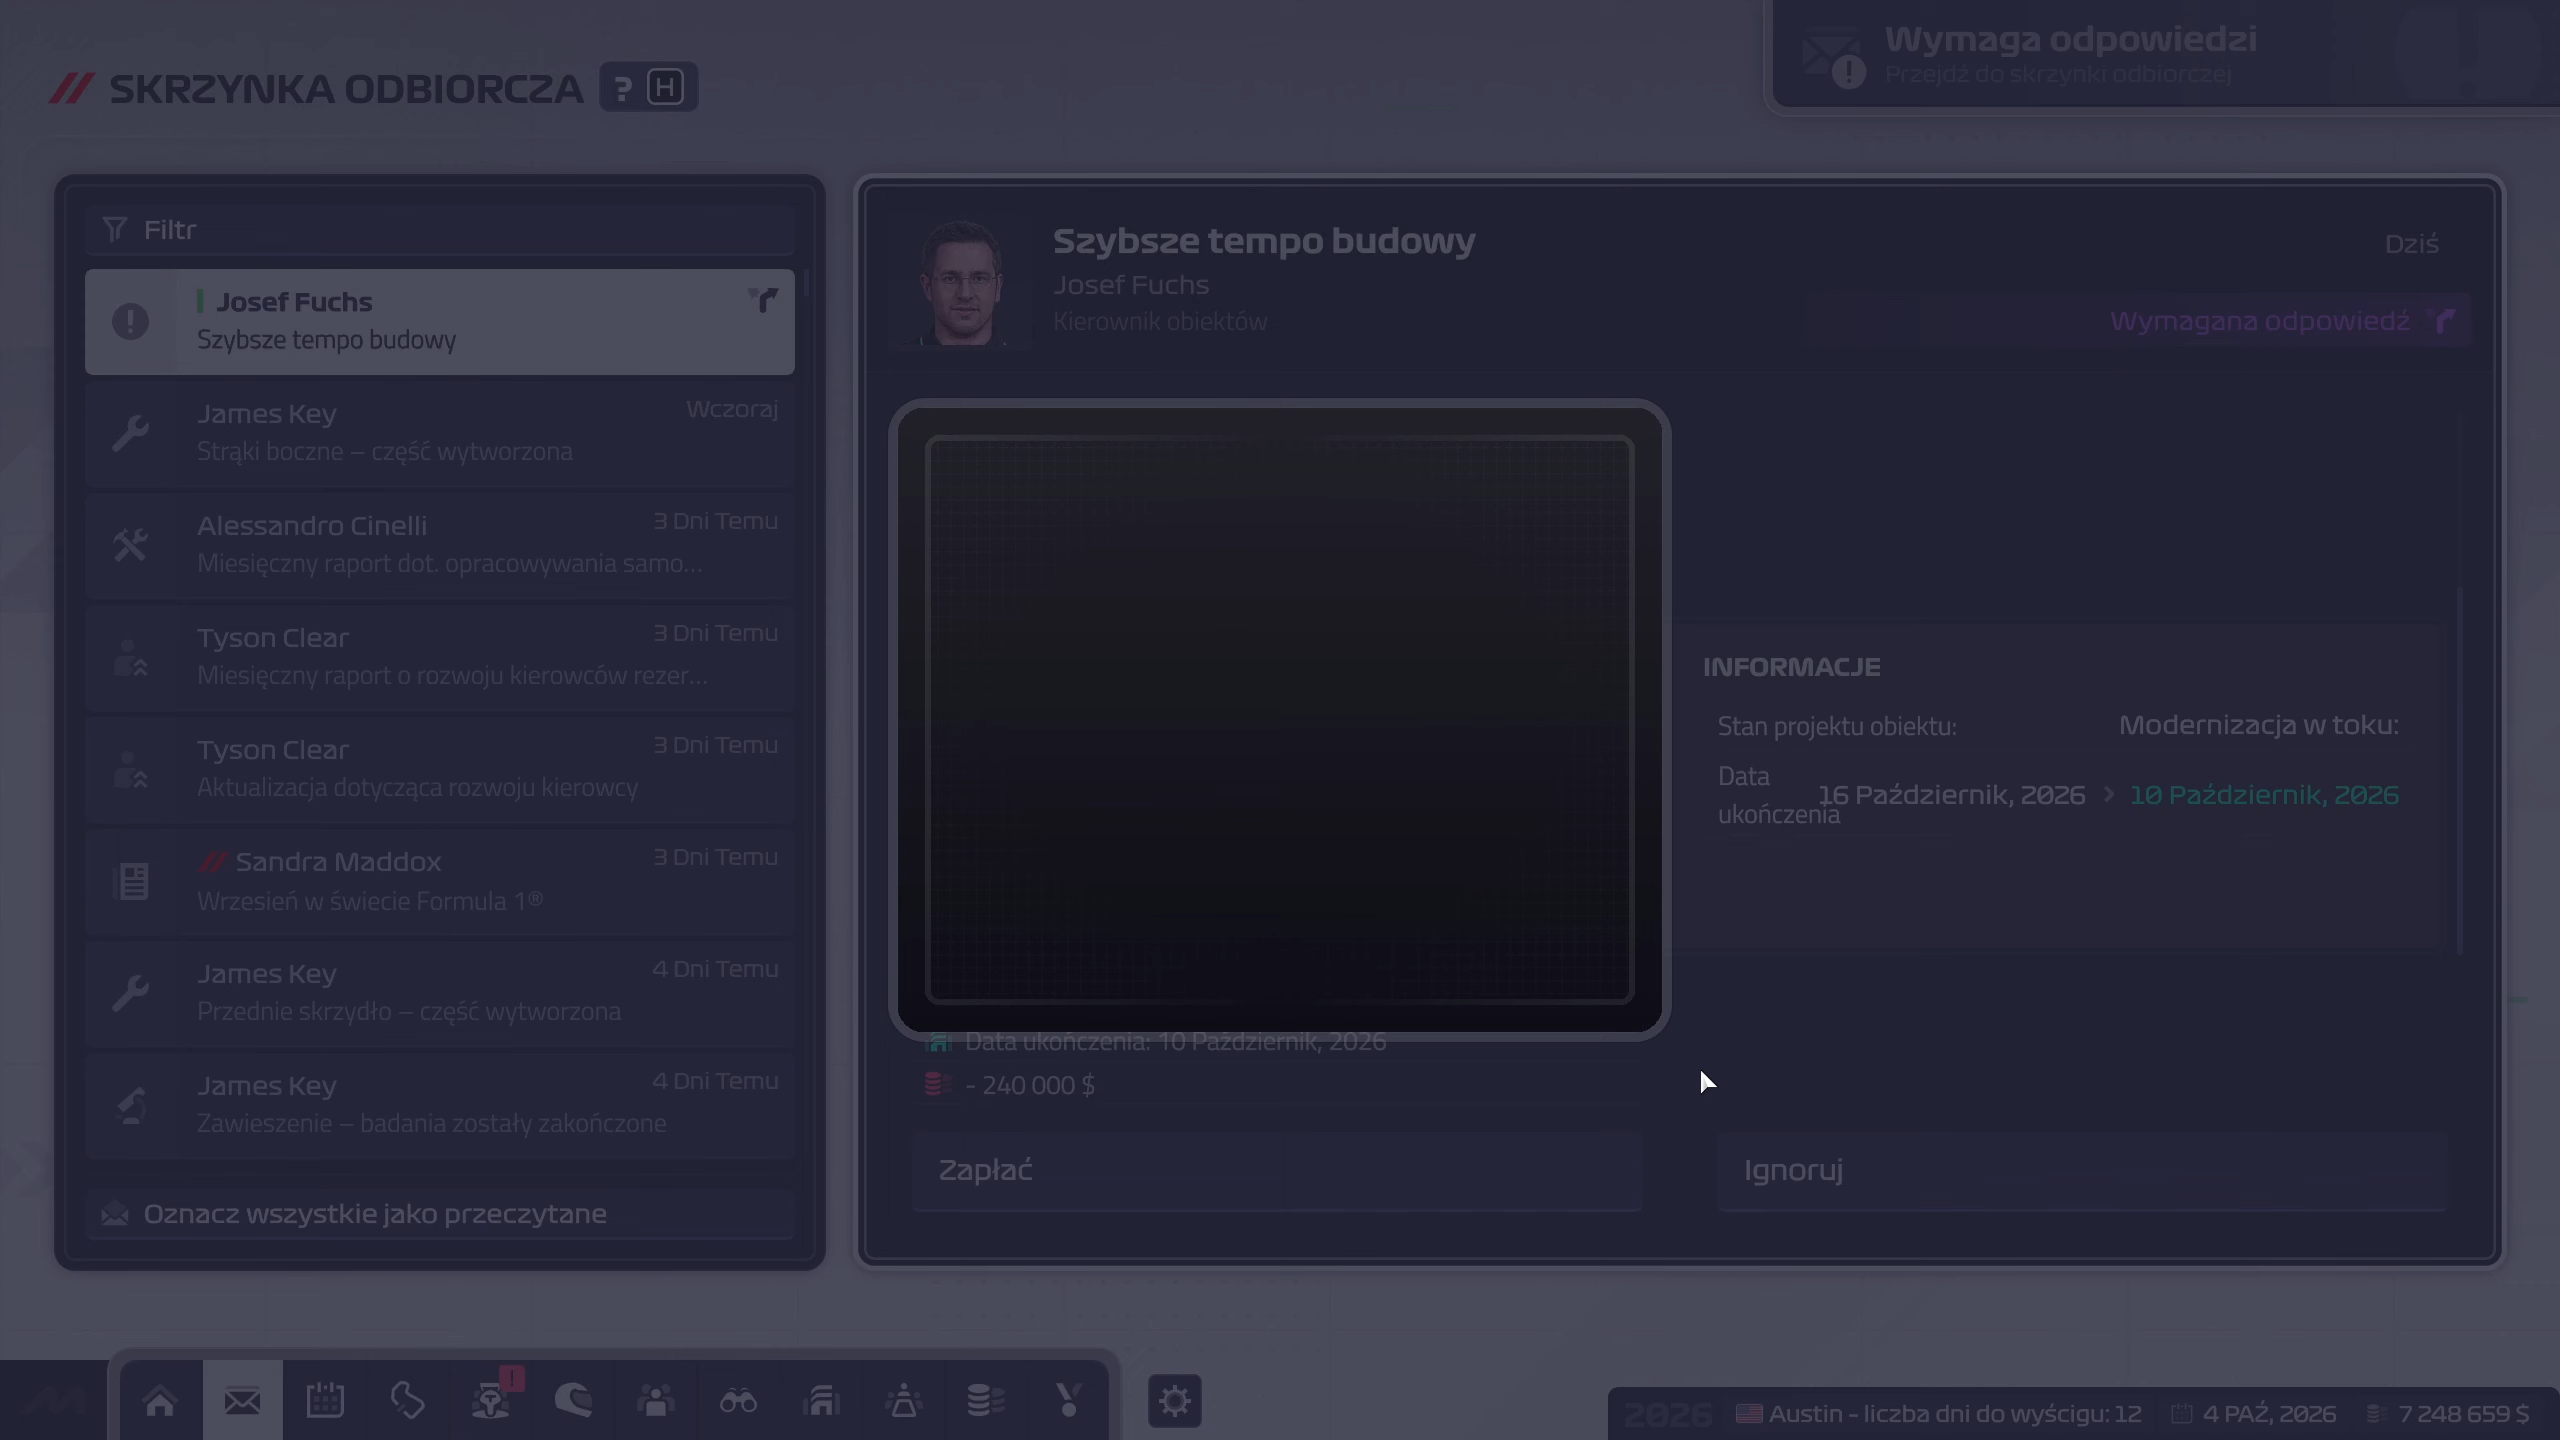 SKRZYNKA ODBIORCZA ? H
Wymaga odpowiedzi
Przejdź do skrzynki odbiorczej
Filtr
Josef Fuchs
Szybsze tempo budowy
James Key Wczoraj
Strąki boczne – część wytworzona
Alessandro Cinelli 3 Dni Temu
Miesięczny raport dot. opracowywania samo...
Tyson Clear 3 Dni Temu
Miesięczny raport o rozwoju kierowców rezer...
Tyson Clear 3 Dni Temu
Aktualizacja dotycząca rozwoju kierowcy
Sandra Maddox 3 Dni Temu
Wrzesień w świecie Formula 1®
James Key 4 Dni Temu
Przednie skrzydło – część wytworzona
James Key 4 Dni Temu
Zawieszenie – badania zostały zakończone
Oznacz wszystkie jako przeczytane
Szybsze tempo budowy Dziś
Josef Fuchs
Kierownik obiektów
Wymagana odpowiedź
INFORMACJE
Stan projektu obiektu: Modernizacja w toku:
Data ukończenia 16 Październik, 2026 > 10 Październik, 2026
Data ukończenia: 10 Październik, 2026
- 240 000 $
Zapłać Ignoruj
2026 Austin - liczba dni do wyścigu: 12 4 PAŹ, 2026 7 248 659 $